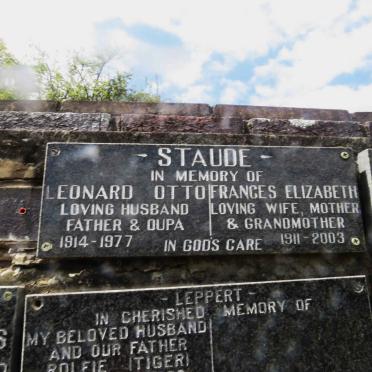 - STAUDE -
IN MEMORY OF
LEONARD OTTO
LOVING HUSBAND
FATHER & OUPA
1914-1977
FRANCES ELIZABETH
LOVING WIFE, MOTHER
& GRANDMOTHER
1911-2003
IN GOD'S CARE
- LEPPERT -
IN CHERISHED MEMORY OF
MY BELOVED HUSBAND
AND OUR FATHER
ROLFIE (TIGER)